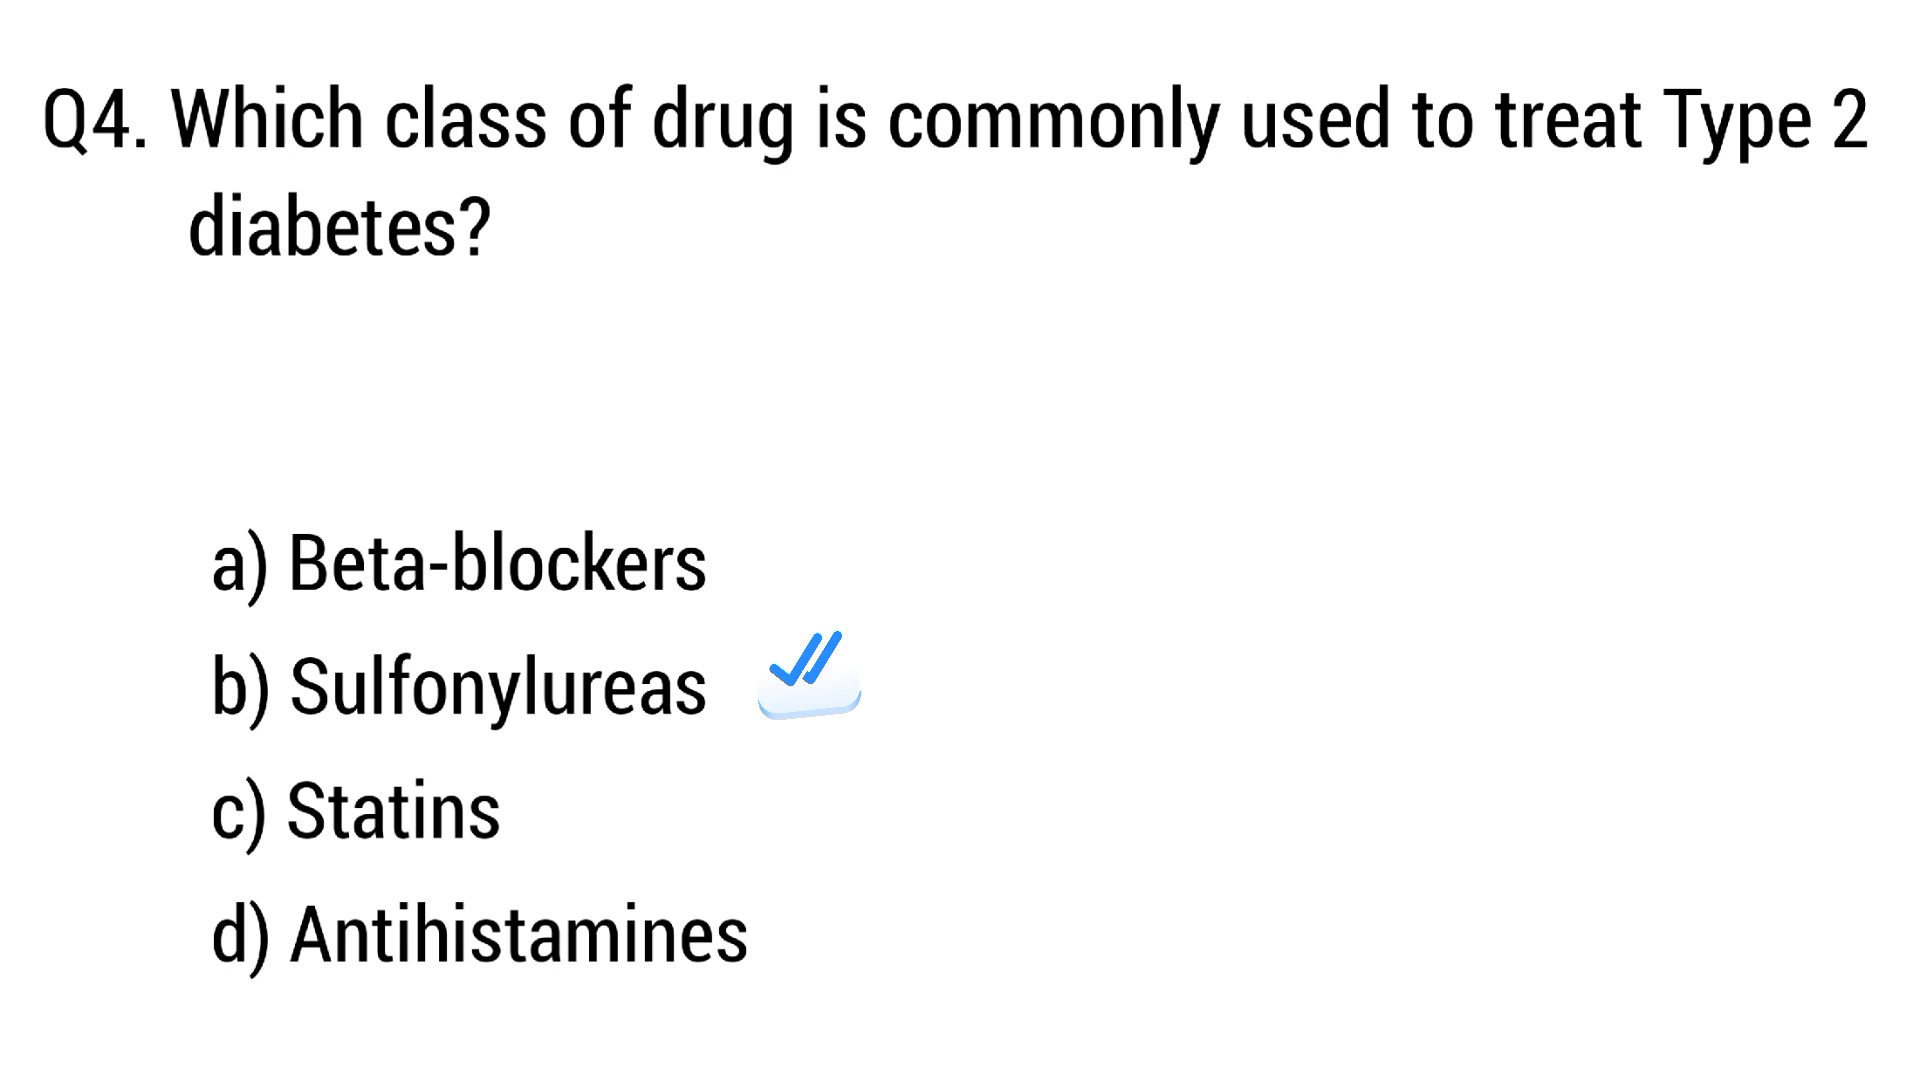 Q4. Which class of drug is commonly used to treat Type 2
diabetes?
a) Beta-blockers
b) Sulfonylureas
c) Statins
d) Antihistamines